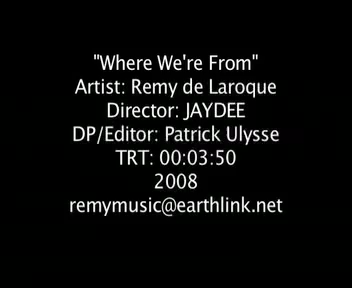 "Where We're From"
Artist: Remy de Laroque
Director: JAYDEE
DP/Editor: Patrick Ulysse
TRT: 00:03:50
2008
remymusic@earthlink.net